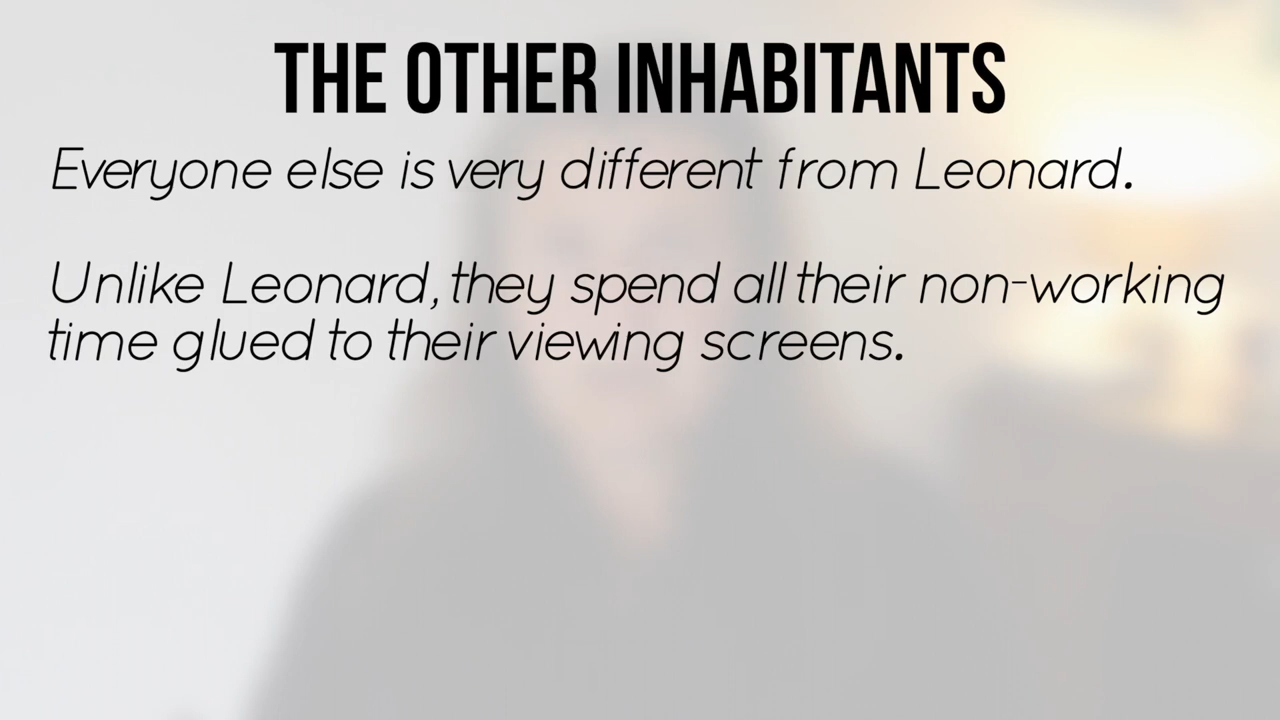 THE OTHER INHABITANTS
Everyone else is very different from Leonard.
Unlike Leonard, they spend all their non-working
time glued to their viewing screens.